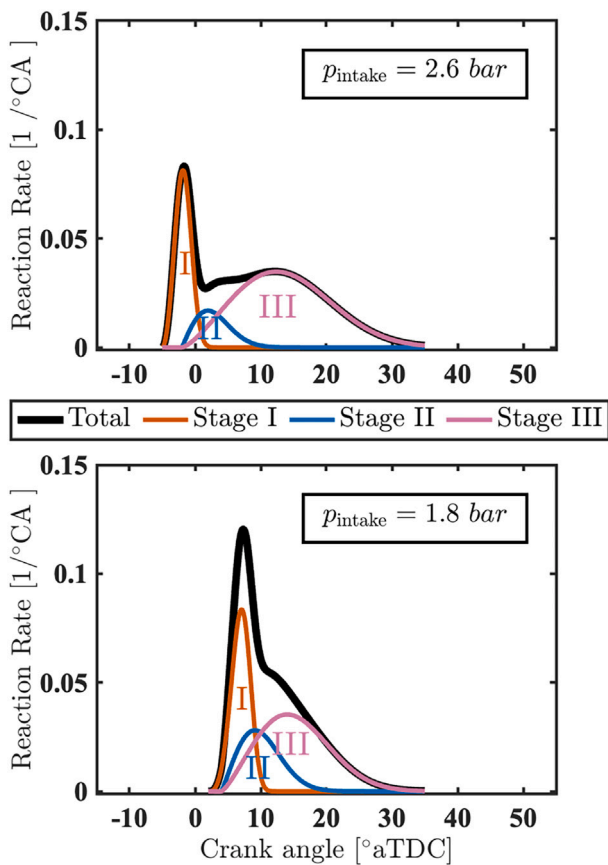 0.15
p_intake = 2.6 bar
0.1
Reaction Rate [1 /°CA ]
0.05
I
II
III
0
-10 0 10 20 30 40 50
Total Stage I Stage II Stage III
0.15
p_intake = 1.8 bar
0.1
Reaction Rate [1/°CA ]
0.05
I
II
III
0
-10 0 10 20 30 40 50
Crank angle [°aTDC]